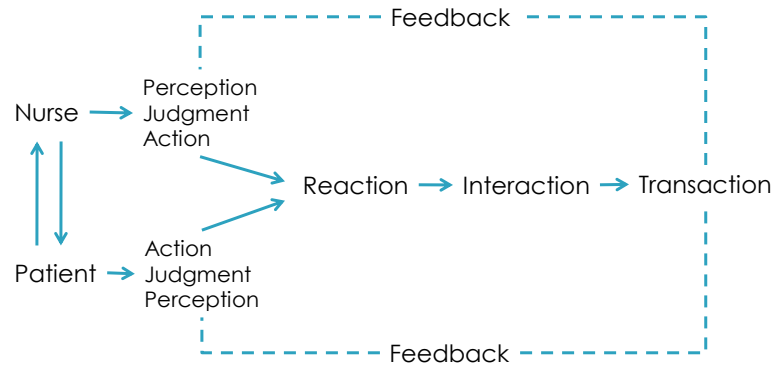 Feedback
Nurse
Perception
Judgment
Action
Reaction
Interaction
Transaction
Patient
Action
Judgment
Perception
Feedback